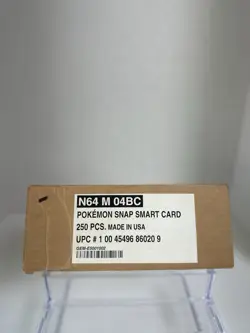 N64 M 04BC
POKÉMON SNAP SMART CARD
250 PCS. MADE IN USA
UPC # 1 00 45496 86020 9